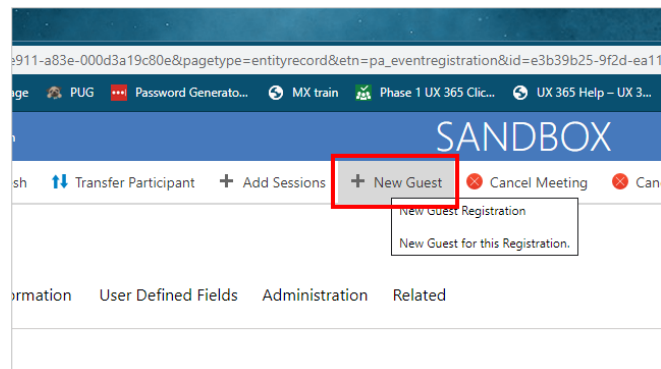 e911-a83e-000d3a19c80e&pagetype=entityrecord&etn=pa_eventregistration&id=e3b39b25-9f2d-ea11
age PUG Password Generato... MX train Phase 1 UX 365 Clic... UX 365 Help – UX 3...
SANDBOX
sh Transfer Participant + Add Sessions + New Guest Cancel Meeting Can
New Guest Registration
New Guest for this Registration.
ormation User Defined Fields Administration Related